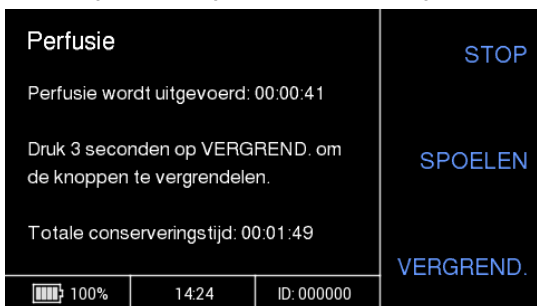 Perfusie
STOP
Perfusie wordt uitgevoerd: 00:00:41
Druk 3 seconden op VERGREND. om
de knoppen te vergrendelen.
SPOELEN
Totale conserveringstijd: 00:01:49
VERGREND.
100%
14:24
ID: 000000